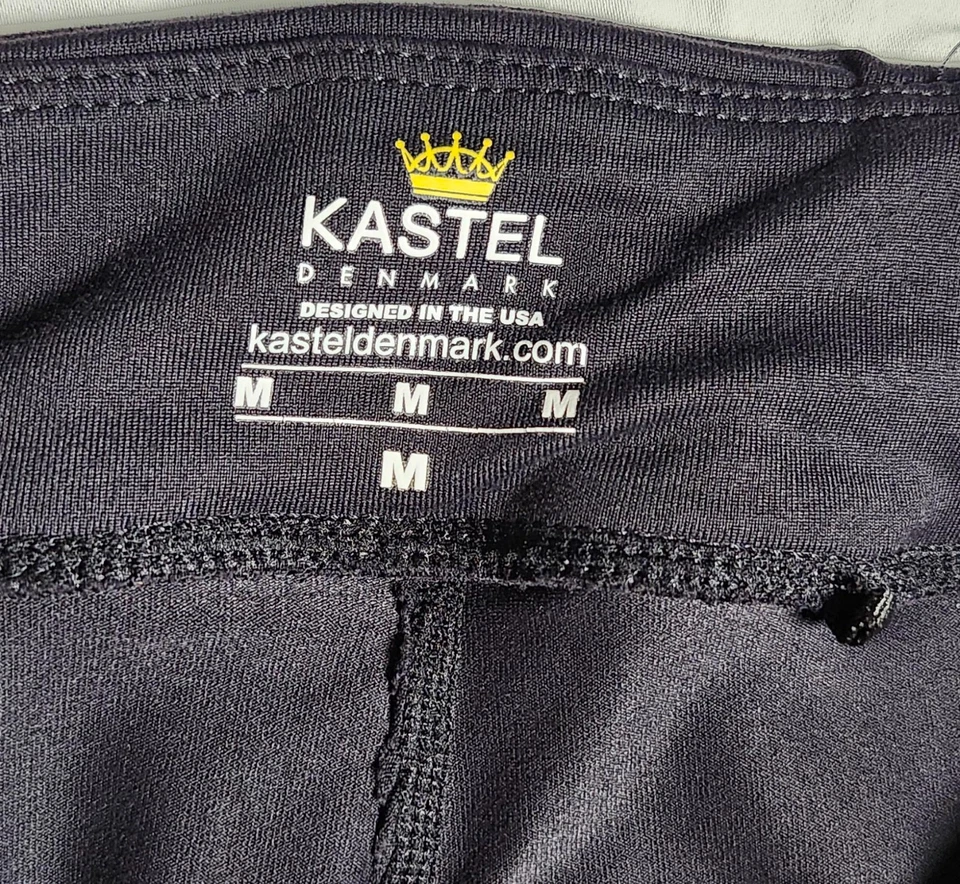 KASTEL
DENMARK
DESIGNED IN THE USA
kasteldenmark.com
M M M
M